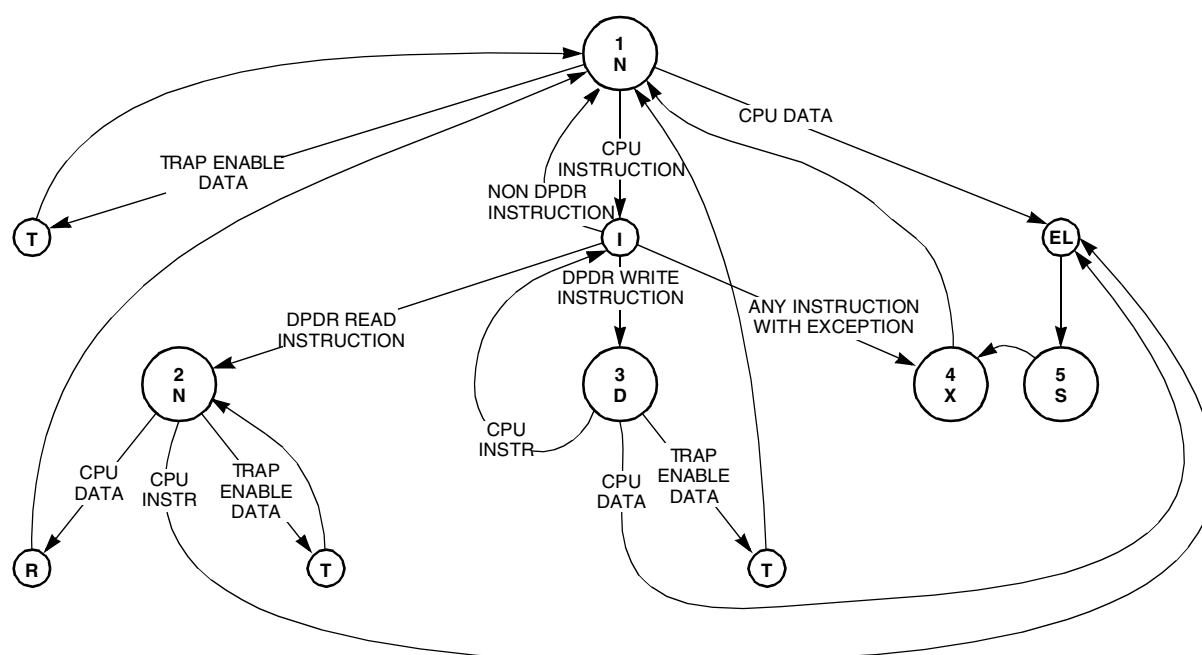 1
N
CPU DATA
TRAP ENABLE
DATA
CPU
INSTRUCTION
NON DPDR
INSTRUCTION
T
I
EL
DPDR WRITE
INSTRUCTION
DPDR READ
INSTRUCTION
ANY INSTRUCTION
WITH EXCEPTION
2
N
3
D
4
X
5
S
CPU
INSTR
CPU
DATA
CPU
INSTR
TRAP
ENABLE
DATA
CPU
DATA
TRAP
ENABLE
DATA
R
T
T